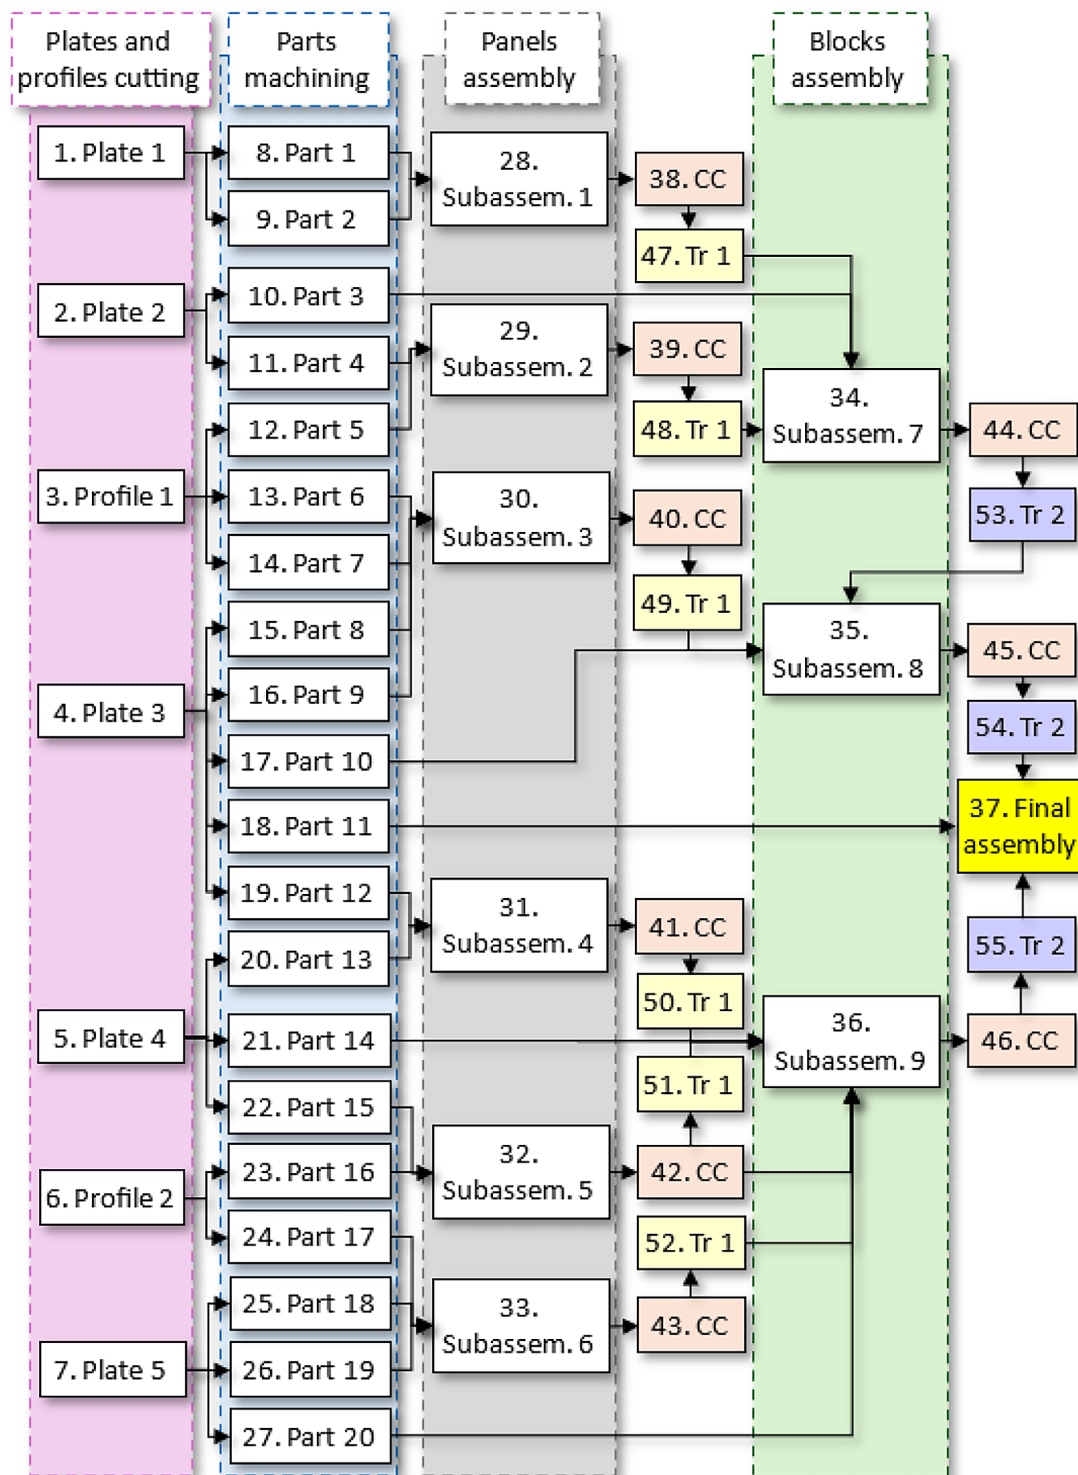 Plates and
profiles cutting
Parts
machining
Panels
assembly
Blocks
assembly
1. Plate 1
2. Plate 2
3. Profile 1
4. Plate 3
5. Plate 4
6. Profile 2
7. Plate 5
8. Part 1
9. Part 2
10. Part 3
11. Part 4
12. Part 5
13. Part 6
14. Part 7
15. Part 8
16. Part 9
17. Part 10
18. Part 11
19. Part 12
20. Part 13
21. Part 14
22. Part 15
23. Part 16
24. Part 17
25. Part 18
26. Part 19
27. Part 20
28.
Subassem. 1
29.
Subassem. 2
30.
Subassem. 3
31.
Subassem. 4
32.
Subassem. 5
33.
Subassem. 6
38. CC
47. Tr 1
39. CC
48. Tr 1
40. CC
49. Tr 1
41. CC
50. Tr 1
51. Tr 1
42. CC
52. Tr 1
43. CC
34.
Subassem. 7
35.
Subassem. 8
36.
Subassem. 9
44. CC
53. Tr 2
45. CC
54. Tr 2
37. Final
assembly
55. Tr 2
46. CC